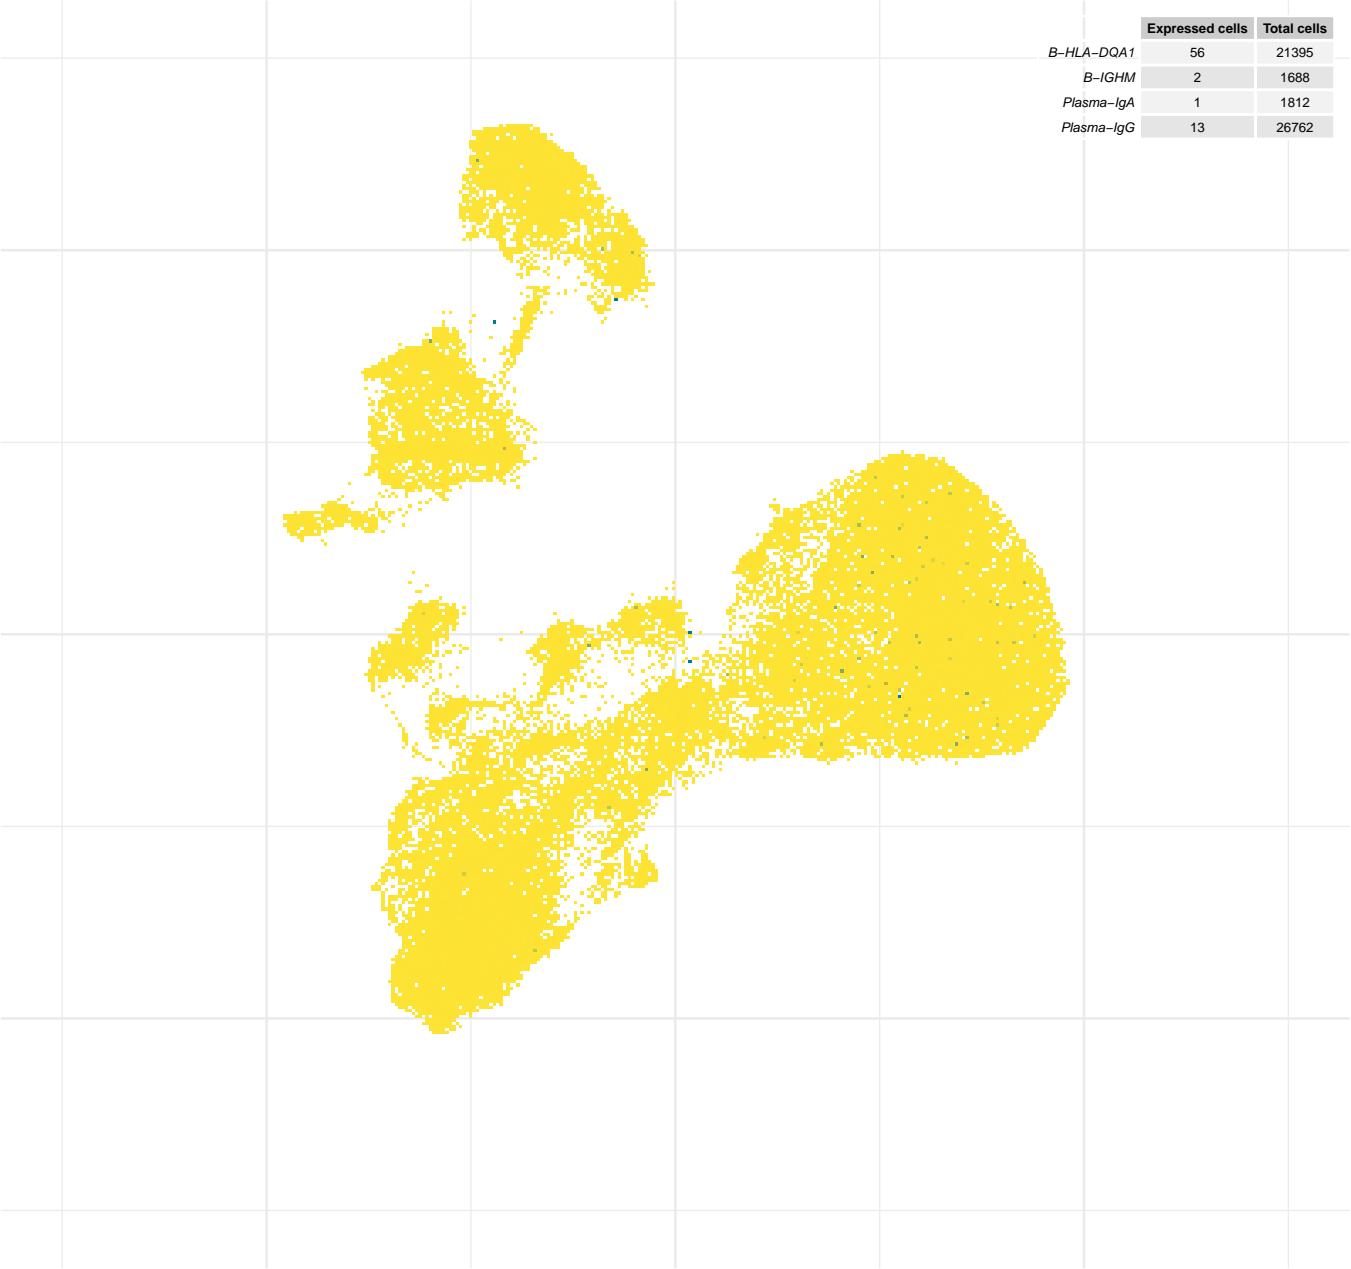 Expressed cells Total cells
B−HLA−DQA1 56 21395
B−IGHM 2 1688
Plasma−IgA 1 1812
Plasma−IgG 13 26762